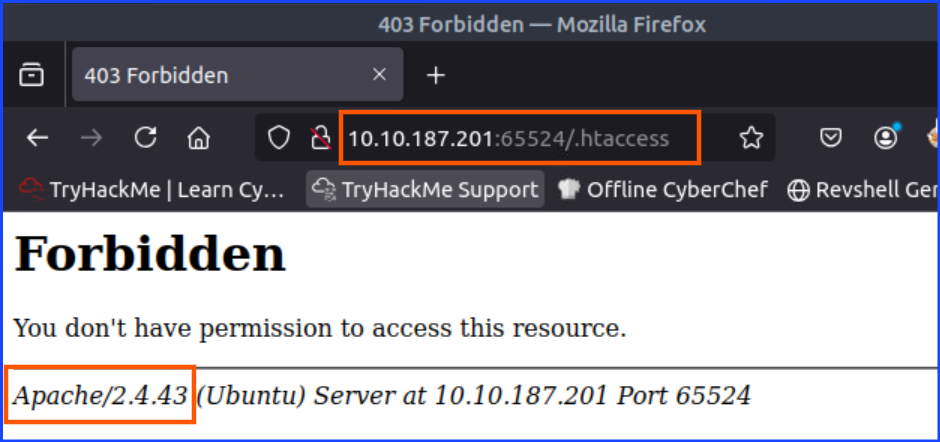 403 Forbidden — Mozilla Firefox
403 Forbidden
10.10.187.201:65524/.htaccess
TryHackMe | Learn Cy... TryHackMe Support Offline CyberChef Revshell Ger
Forbidden
You don't have permission to access this resource.
Apache/2.4.43 (Ubuntu) Server at 10.10.187.201 Port 65524